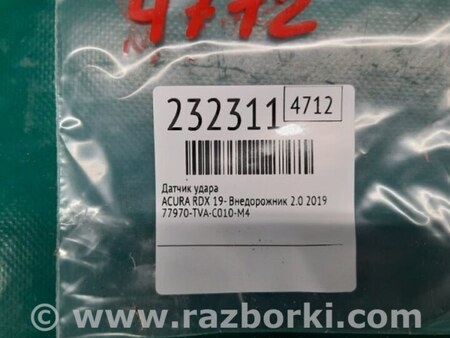 4712
232311
4712
Датчик удара
ACURA RDX 19- Внедорожник 2.0 2019
77970-TVA-C010-M4
© www.razborki.com